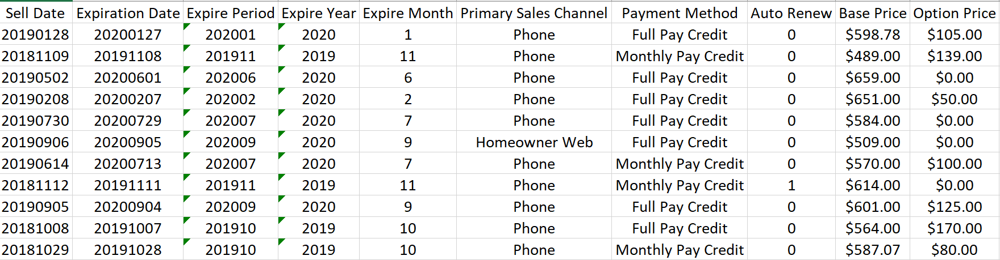 Sell Date Expiration Date Expire Period Expire Year Expire Month Primary Sales Channel Payment Method Auto Renew Base Price Option Price
20190128 20200127 202001 2020 1 Phone Full Pay Credit 0 $598.78 $105.00
20181109 20191108 201911 2019 11 Phone Monthly Pay Credit 0 $489.00 $139.00
20190502 20200601 202006 2020 6 Phone Full Pay Credit 0 $659.00 $0.00
20190208 20200207 202002 2020 2 Phone Full Pay Credit 0 $651.00 $50.00
20190730 20200729 202007 2020 7 Phone Full Pay Credit 0 $584.00 $0.00
20190906 20200905 202009 2020 9 Homeowner Web Full Pay Credit 0 $509.00 $0.00
20190614 20200713 202007 2020 7 Phone Monthly Pay Credit 0 $570.00 $100.00
20181112 20191111 201911 2019 11 Phone Monthly Pay Credit 1 $614.00 $0.00
20190905 20200904 202009 2020 9 Phone Full Pay Credit 0 $601.00 $125.00
20181008 20191007 201910 2019 10 Phone Full Pay Credit 0 $564.00 $170.00
20181029 20191028 201910 2019 10 Phone Monthly Pay Credit 0 $587.07 $80.00